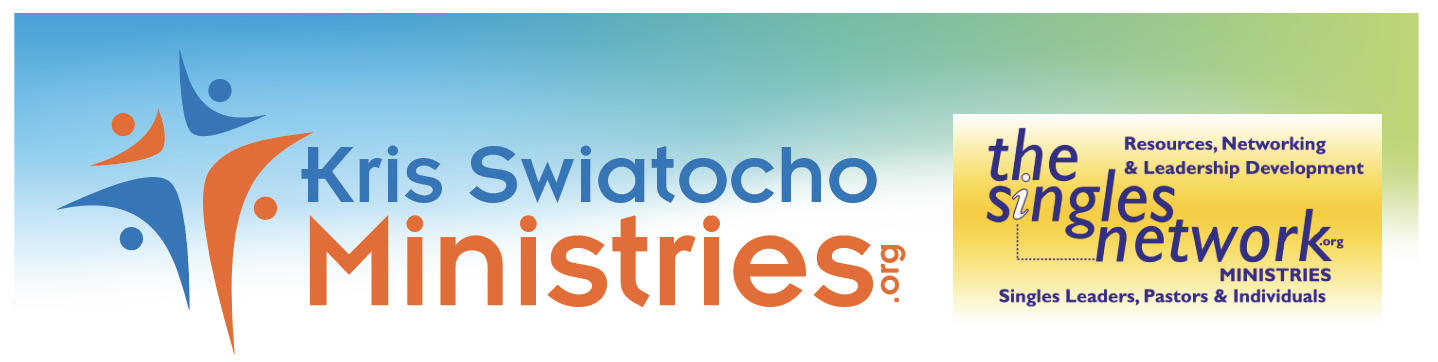 Kris Swiatocho
Ministries.org
Resources, Networking
& Leadership Development
the
singles
network.org
MINISTRIES
Singles Leaders, Pastors & Individuals